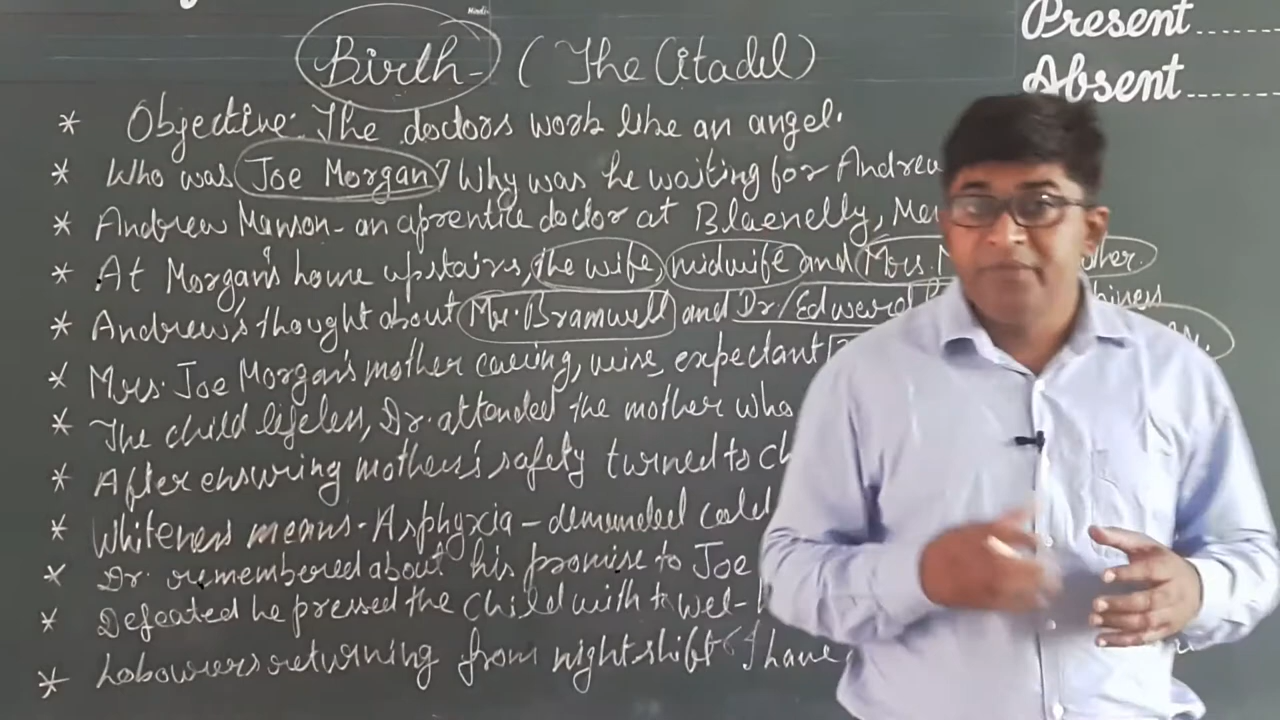 Hindi
Present.......
Absent.......
Birth - (The Citadel)
* Objective: The doctors work like an angel.
* Who was Joe Morgan? Why was he waiting for Andrew
* Andrew Manson - an aprentice doctor at Blaenelly,
* At Morgan's home upstairs, the wife, midwife and Mrs.
* Andrew's thought about Mr. Bramwell and Dr/Edward
* Mrs. Joe Morgan's mother caring, wise, expectant
* The child lifeless, Dr. attended the mother who
* After ensuring mother's safety turned to
* Whiteness means - Asphyxia - demanded cold
* Dr. remembered about his promise to Joe
* Defeated he pressed the child with towel -
* Labourers returning from night shift "I have